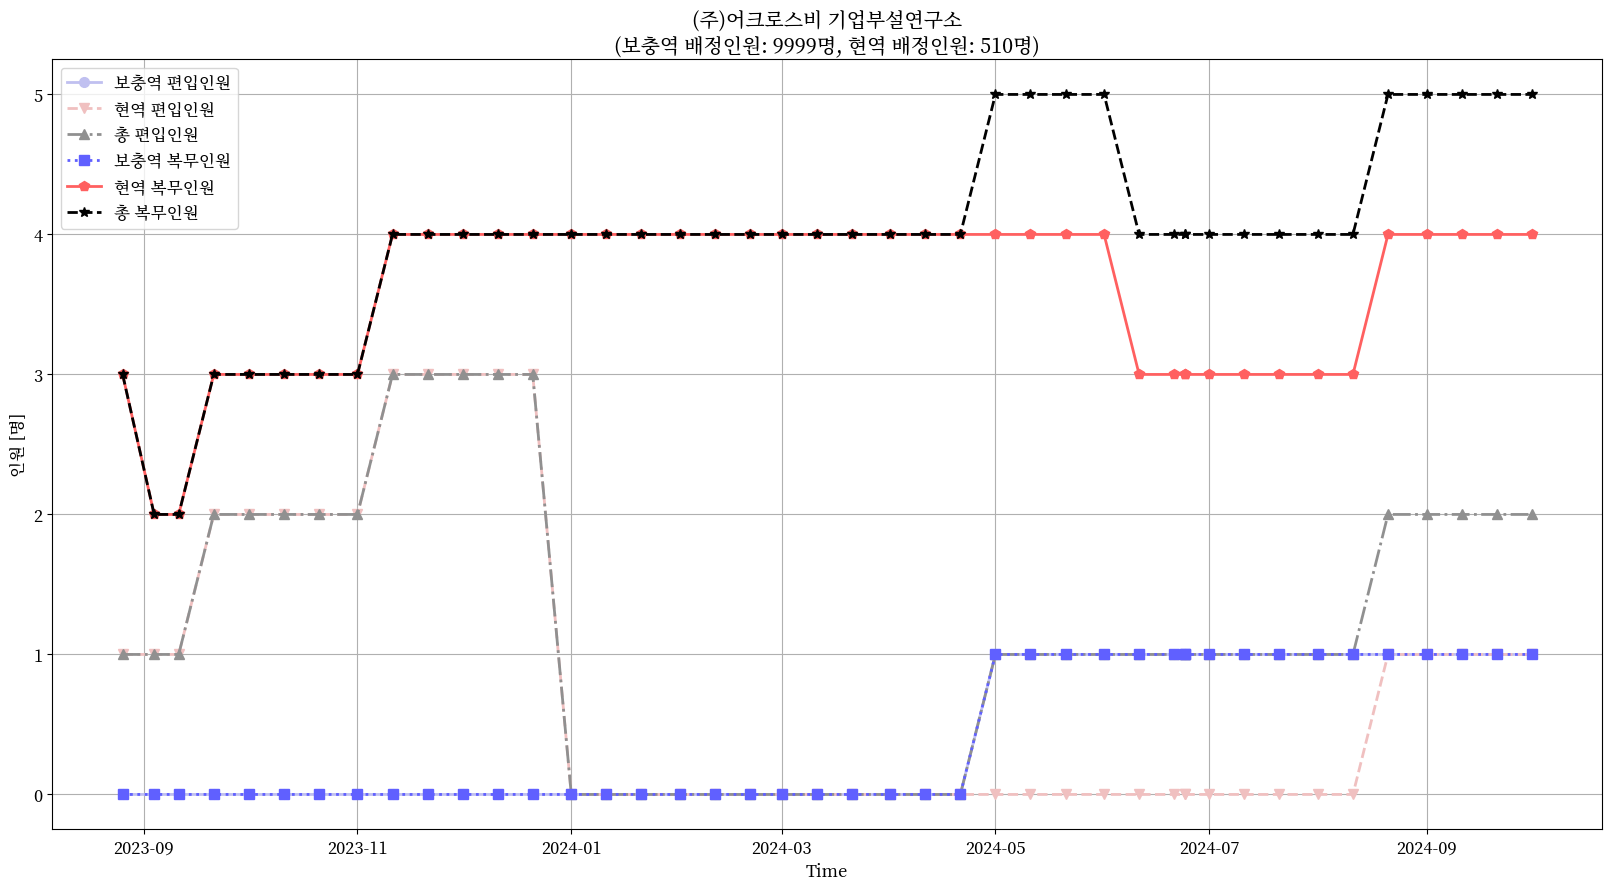 (주)어크로스비 기업부설연구소
(보충역 배정인원: 9999명, 현역 배정인원: 510명)
보충역 편입인원
현역 편입인원
총 편입인원
보충역 복무인원
현역 복무인원
총 복무인원
5
4
3
2
1
0
인원 [명]
2023-09 2023-11 2024-01 2024-03 2024-05 2024-07 2024-09
Time